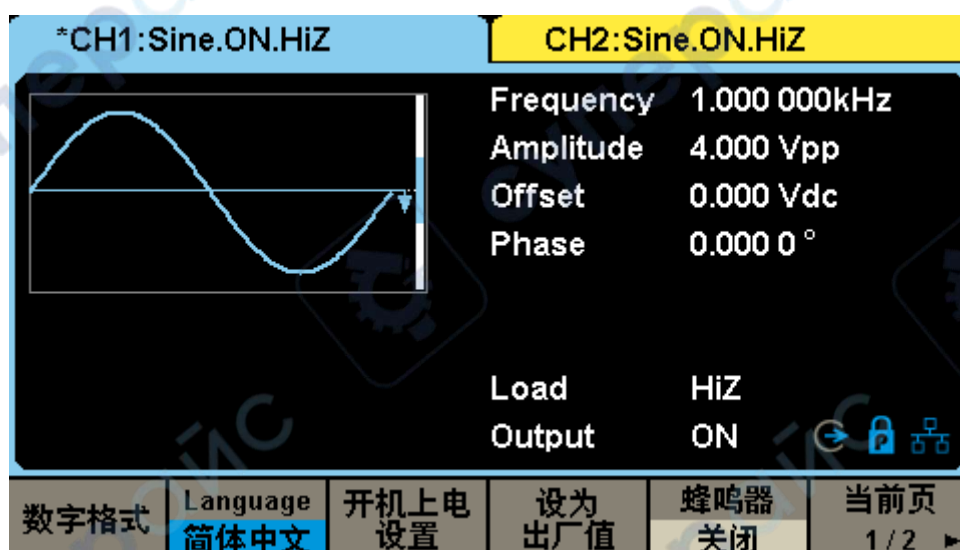 *CH1:Sine.ON.HiZ
CH2:Sine.ON.HiZ
Frequency 1.000 000kHz
Amplitude 4.000 Vpp
Offset 0.000 Vdc
Phase 0.000 0 °
Load HiZ
Output ON
数字格式
Language
简体中文
开机上电
设置
设为
出厂值
蜂鸣器
关闭
当前页
1/2